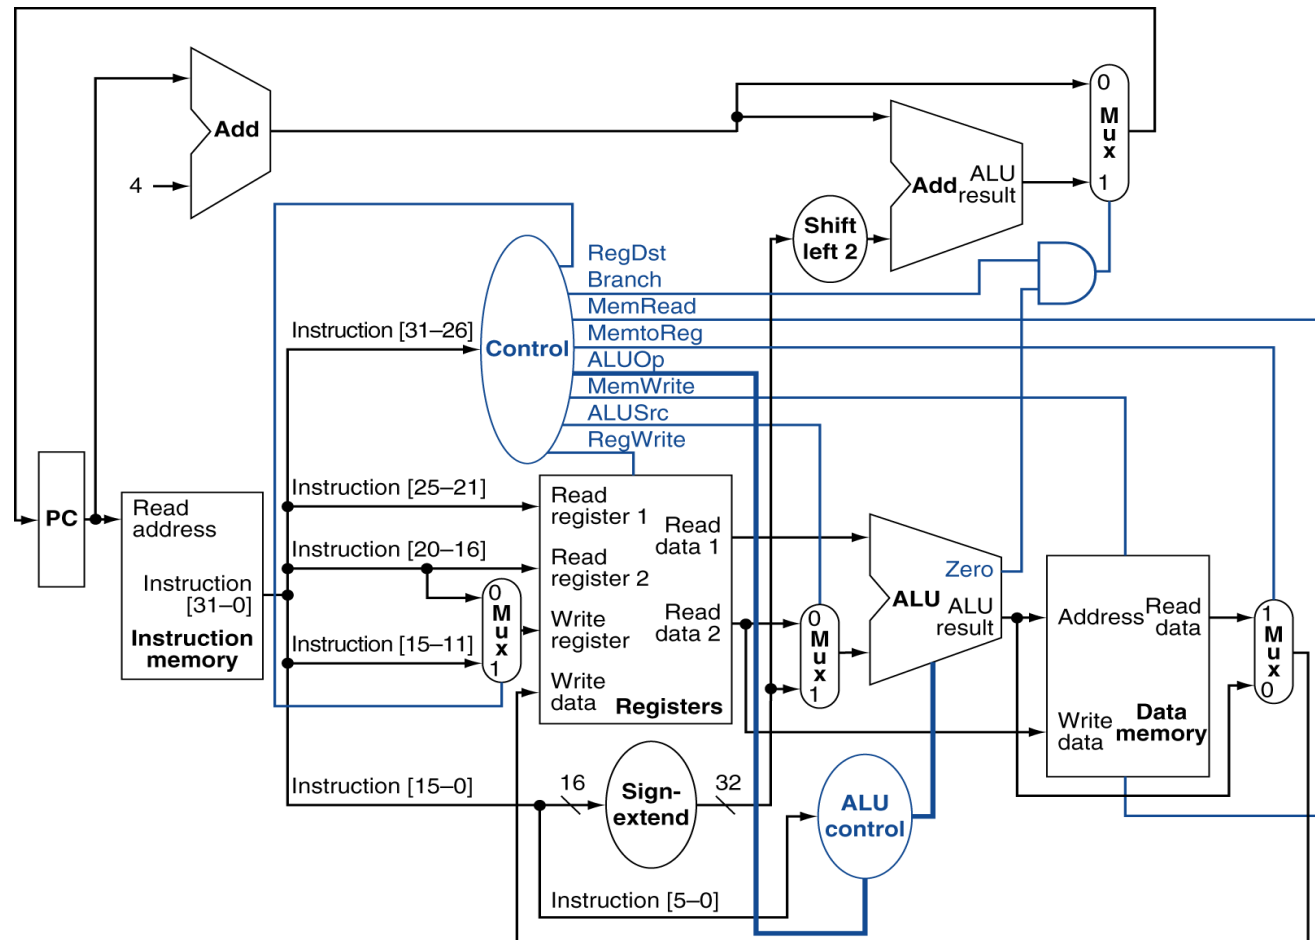 0
Mux
1
Add
4
Add
ALU
result
Shift
left 2
RegDst
Branch
MemRead
MemtoReg
ALUOp
MemWrite
ALUSrc
RegWrite
Control
Instruction [31–26]
PC
Read
address
Instruction
[31–0]
Instruction
memory
Instruction [25–21]
Instruction [20–16]
Instruction [15–11]
0
Mux
1
Read
register 1
Read
register 2
Write
register
Write
data
Read
data 1
Read
data 2
Registers
0
Mux
1
Zero
ALU
ALU
result
Address
Read
data
Write
data
Data
memory
1
Mux
0
Instruction [15–0]
16
Sign-
extend
32
ALU
control
Instruction [5–0]